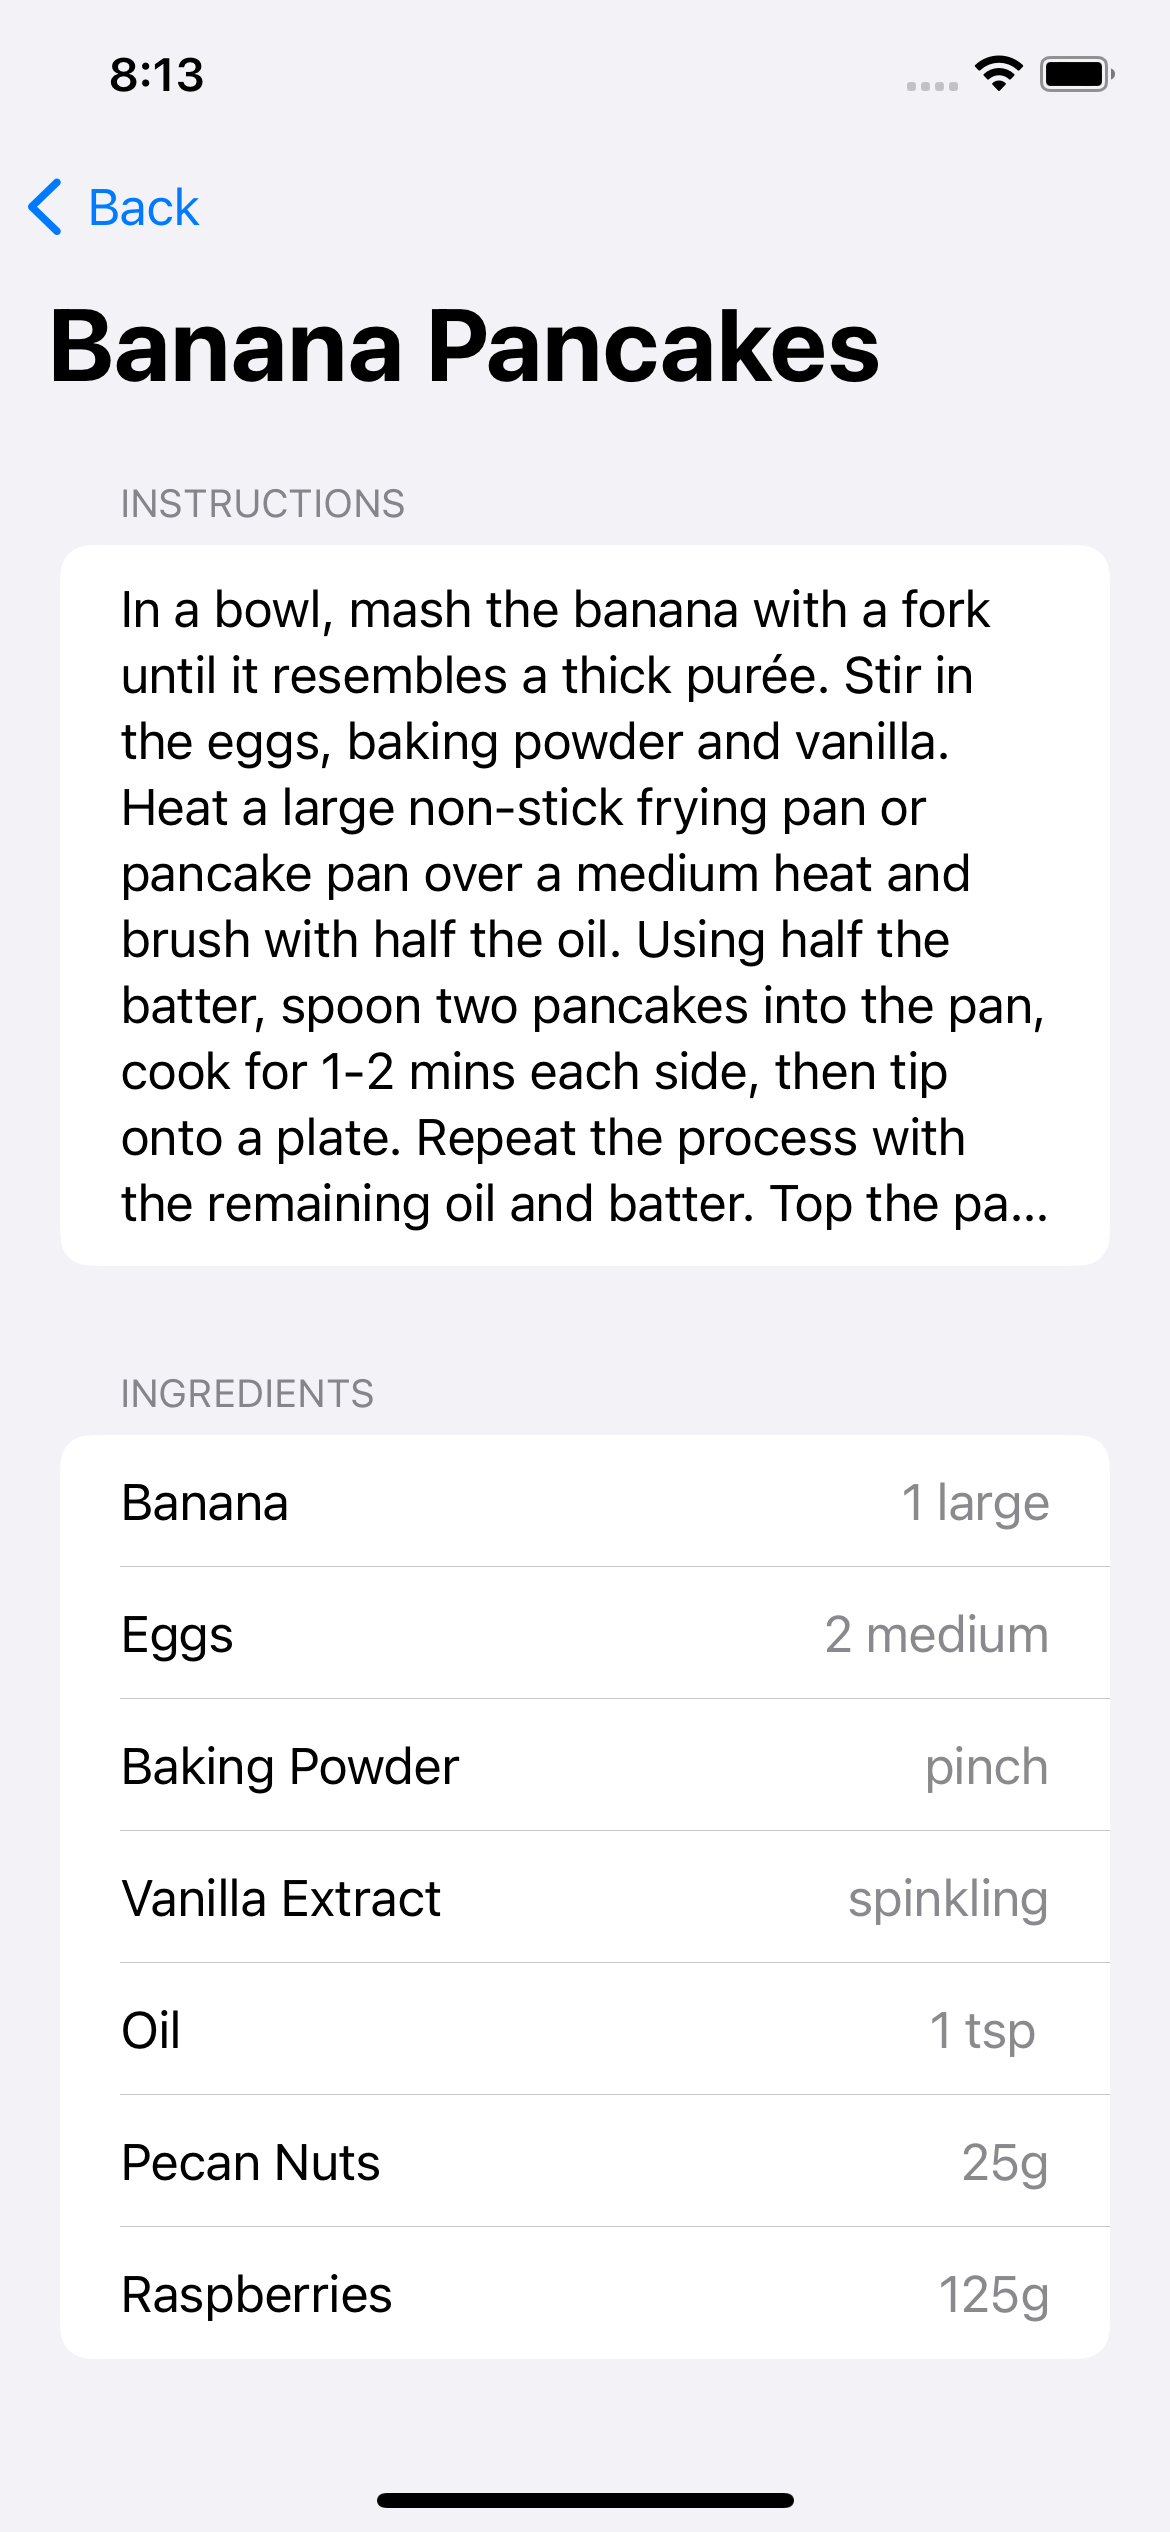 8:13
Back
Banana Pancakes
INSTRUCTIONS
In a bowl, mash the banana with a fork
until it resembles a thick purée. Stir in
the eggs, baking powder and vanilla.
Heat a large non-stick frying pan or
pancake pan over a medium heat and
brush with half the oil. Using half the
batter, spoon two pancakes into the pan,
cook for 1-2 mins each side, then tip
onto a plate. Repeat the process with
the remaining oil and batter. Top the pa...
INGREDIENTS
Banana 1 large
Eggs 2 medium
Baking Powder pinch
Vanilla Extract spinkling
Oil 1 tsp
Pecan Nuts 25g
Raspberries 125g